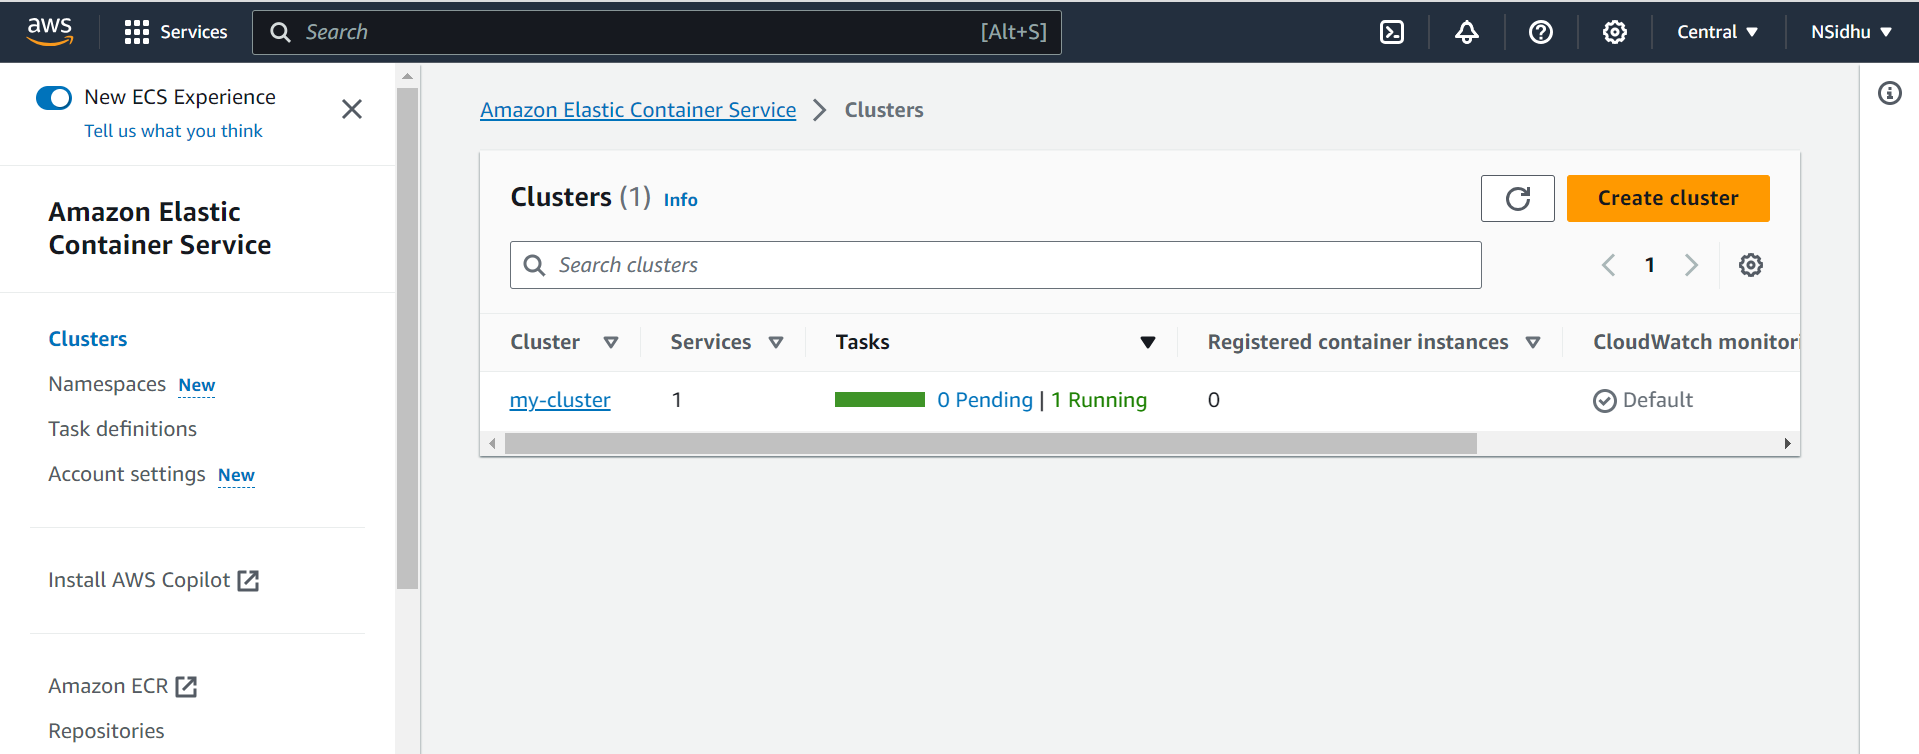 aws Services Search [Alt+S] Central NSidhu
New ECS Experience
Tell us what you think
Amazon Elastic
Container Service
Clusters
Namespaces New
Task definitions
Account settings New
Install AWS Copilot
Amazon ECR
Repositories
Amazon Elastic Container Service > Clusters
Clusters (1) Info
Create cluster
Search clusters
1
Cluster Services Tasks Registered container instances CloudWatch monitori
my-cluster 1 0 Pending | 1 Running 0 Default